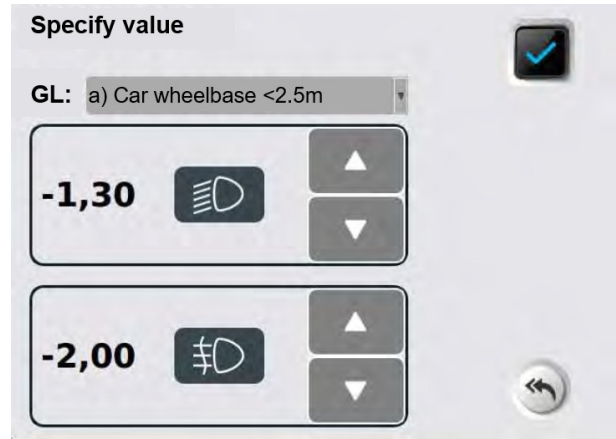 Specify value
GL: a) Car wheelbase <2.5m
-1,30
-2,00